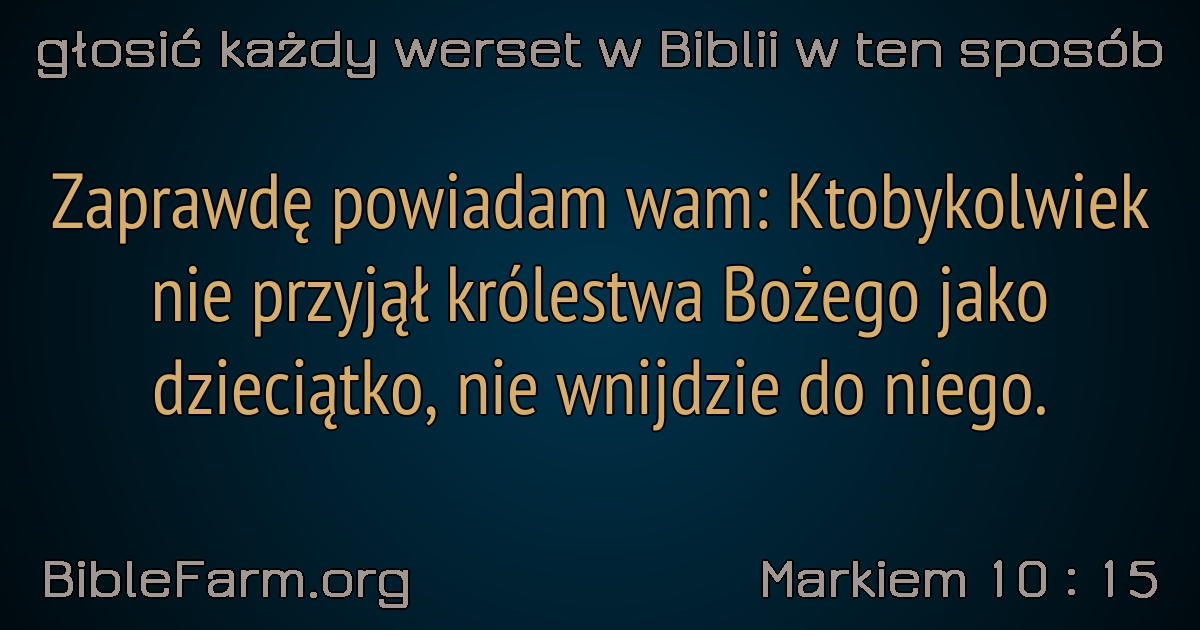 głosić każdy werset w Biblii w ten sposób
Zaprawdę powiadam wam: Ktobykolwiek
nie przyjął królestwa Bożego jako
dzieciątko, nie wnijdzie do niego.
BibleFarm.org
Markiem 10 : 15